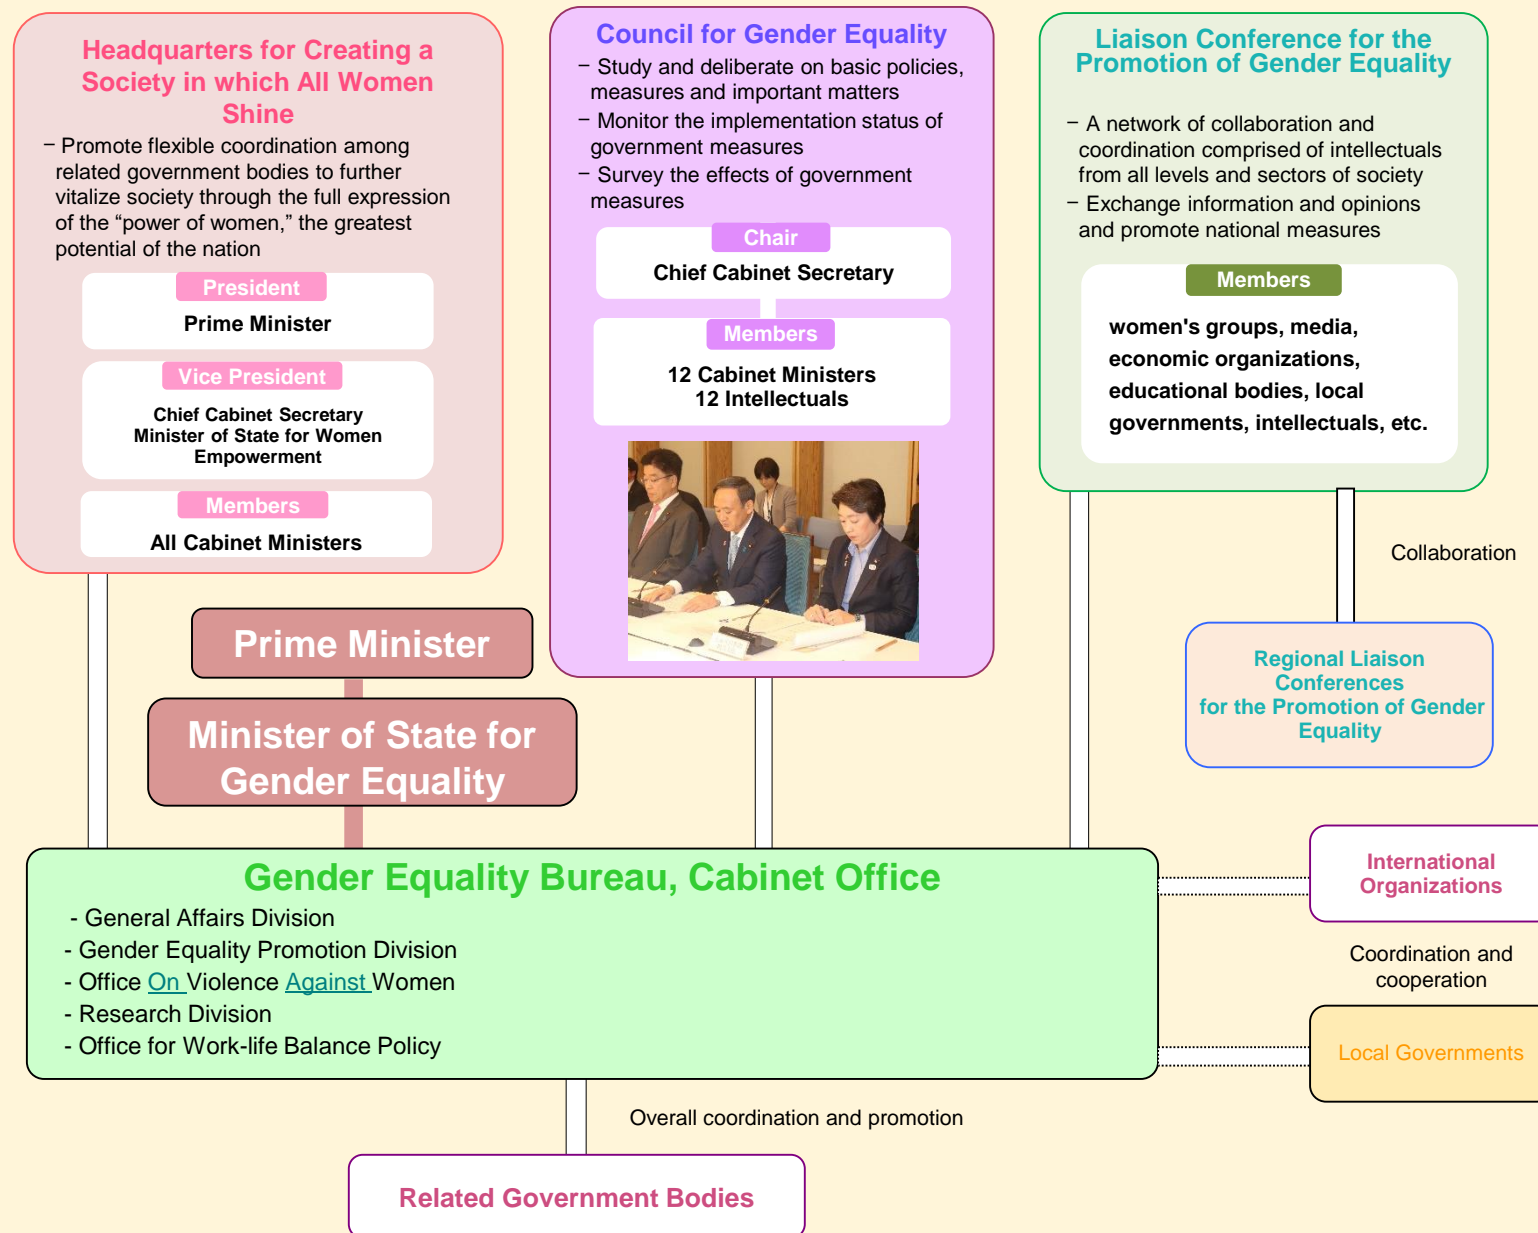 Headquarters for Creating a
Society in which All Women
Shine
– Promote flexible coordination among
related government bodies to further
vitalize society through the full expression
of the “power of women,” the greatest
potential of the nation
President
Prime Minister
Vice President
Chief Cabinet Secretary
Minister of State for Women
Empowerment
Members
All Cabinet Ministers
Council for Gender Equality
– Study and deliberate on basic policies,
measures and important matters
– Monitor the implementation status of
government measures
– Survey the effects of government
measures
Chair
Chief Cabinet Secretary
Members
12 Cabinet Ministers
12 Intellectuals
Liaison Conference for the
Promotion of Gender Equality
– A network of collaboration and
coordination comprised of intellectuals
from all levels and sectors of society
– Exchange information and opinions
and promote national measures
Members
women's groups, media,
economic organizations,
educational bodies, local
governments, intellectuals, etc.
Collaboration
Regional Liaison
Conferences
for the Promotion of Gender
Equality
Prime Minister
Minister of State for
Gender Equality
Gender Equality Bureau, Cabinet Office
- General Affairs Division
- Gender Equality Promotion Division
- Office On Violence Against Women
- Research Division
- Office for Work-life Balance Policy
International
Organizations
Coordination and
cooperation
Local Governments
Overall coordination and promotion
Related Government Bodies